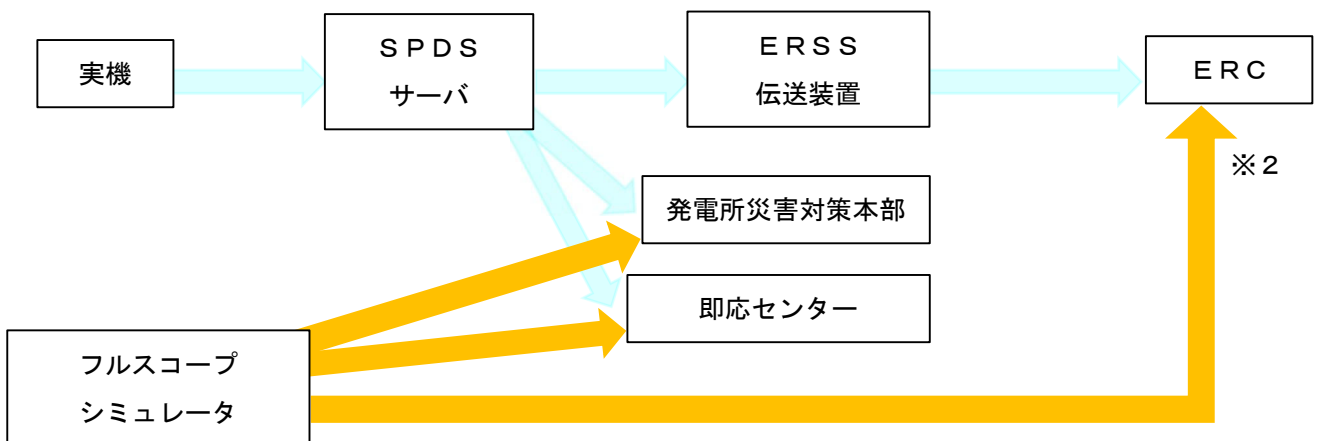 実機
ＳＰＤＳ
サーバ
ＥＲＳＳ
伝送装置
ＥＲＣ
※２
発電所災害対策本部
即応センター
フルスコープ
シミュレータ